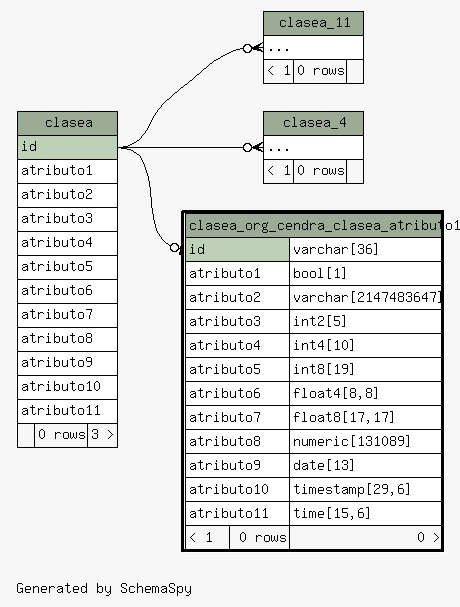 clasea_11
...
< 1 0 rows
clasea_4
...
< 1 0 rows
clasea
id
atributo1
atributo2
atributo3
atributo4
atributo5
atributo6
atributo7
atributo8
atributo9
atributo10
atributo11
0 rows 3 >
clasea_org_cendra_clasea_atributo1
id varchar[36]
atributo1 bool[1]
atributo2 varchar[2147483647]
atributo3 int2[5]
atributo4 int4[10]
atributo5 int8[19]
atributo6 float4[8,8]
atributo7 float8[17,17]
atributo8 numeric[131089]
atributo9 date[13]
atributo10 timestamp[29,6]
atributo11 time[15,6]
< 1 0 rows 0 >
Generated by SchemaSpy